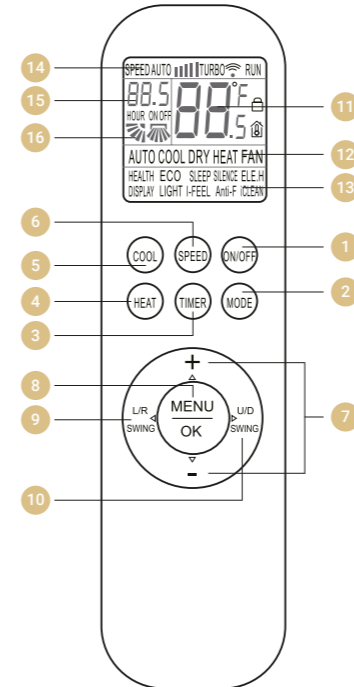 14 SPEED AUTO TURBO RUN
15 88.5 88.5 °F 11
HOUR ON OFF
16
AUTO COOL DRY HEAT FAN 12
HEALTH ECO SLEEP SILENCE ELE.H 13
DISPLAY LIGHT I-FEEL Anti-F iCLEAN
6 1
COOL SPEED ON/OFF
5 2
4 HEAT TIMER MODE
3
+
8 MENU 7
9 L/R U/D
SWING OK SWING
-
10